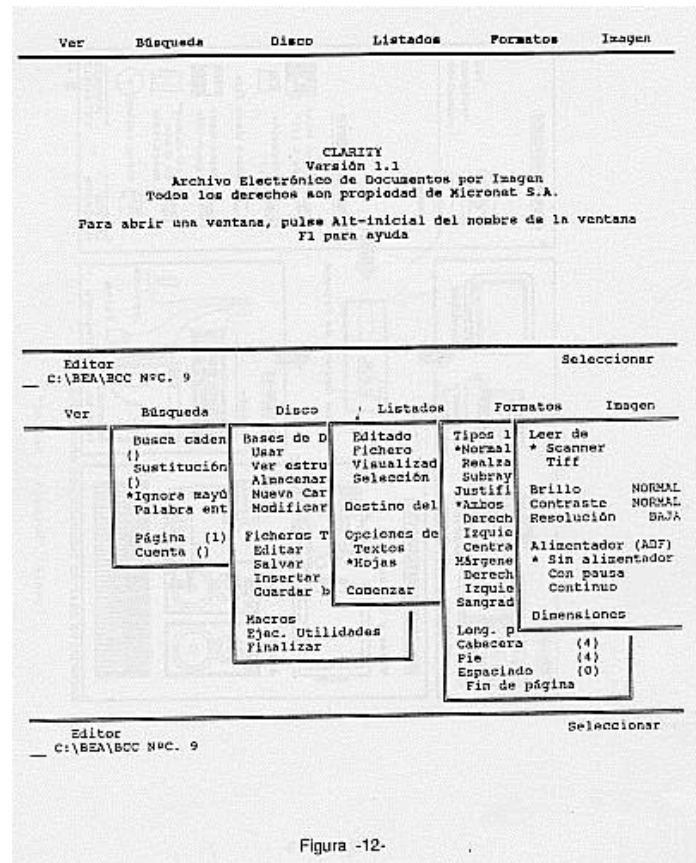 Ver Búsqueda Disco Listados Formatos Imagen
CLARITY
Versión 1.1
Archivo Electrónico de Documentos por Imagen
Todos los derechos son propiedad de Micronet S.A.
Para abrir una ventana, pulse Alt-inicial del nombre de la ventana
F1 para ayuda
Editor Seleccionar
C:\BEA\BCC NºC. 9
Ver Búsqueda Disco Listados Formatos Imagen
Busca caden
()
Sustitución
()
*Ignora mayú
Palabra ent
Página (1)
Cuenta ()
Bases de D
Usar
Ver estru
Almacenar
Nueva Car
Modificar
Ficheros T
Editar
Salvar
Insertar
Guardar b
Macros
Ejec. Utilidades
Finalizar
Editado
Fichero
Visualizad
Selección
Destino del
Opciones de
Textos
*Hojas
Comenzar
Tipos l
*Normal
Realza
Subray
Justifi
*Ambos
Derech
Izquie
Centra
Márgene
Derech
Izquie
Sangrad
Long. p
Cabecera (4)
Pie (4)
Espaciado (0)
Fin de página
Leer de
* Scanner
Tiff
Brillo NORMAL
Contraste NORMAL
Resolución BAJA
Alimentador (ADF)
* Sin alimentador
Con pausa
Continuo
Dimensiones
Editor Seleccionar
C:\BEA\BCC NºC. 9
Figura -12-